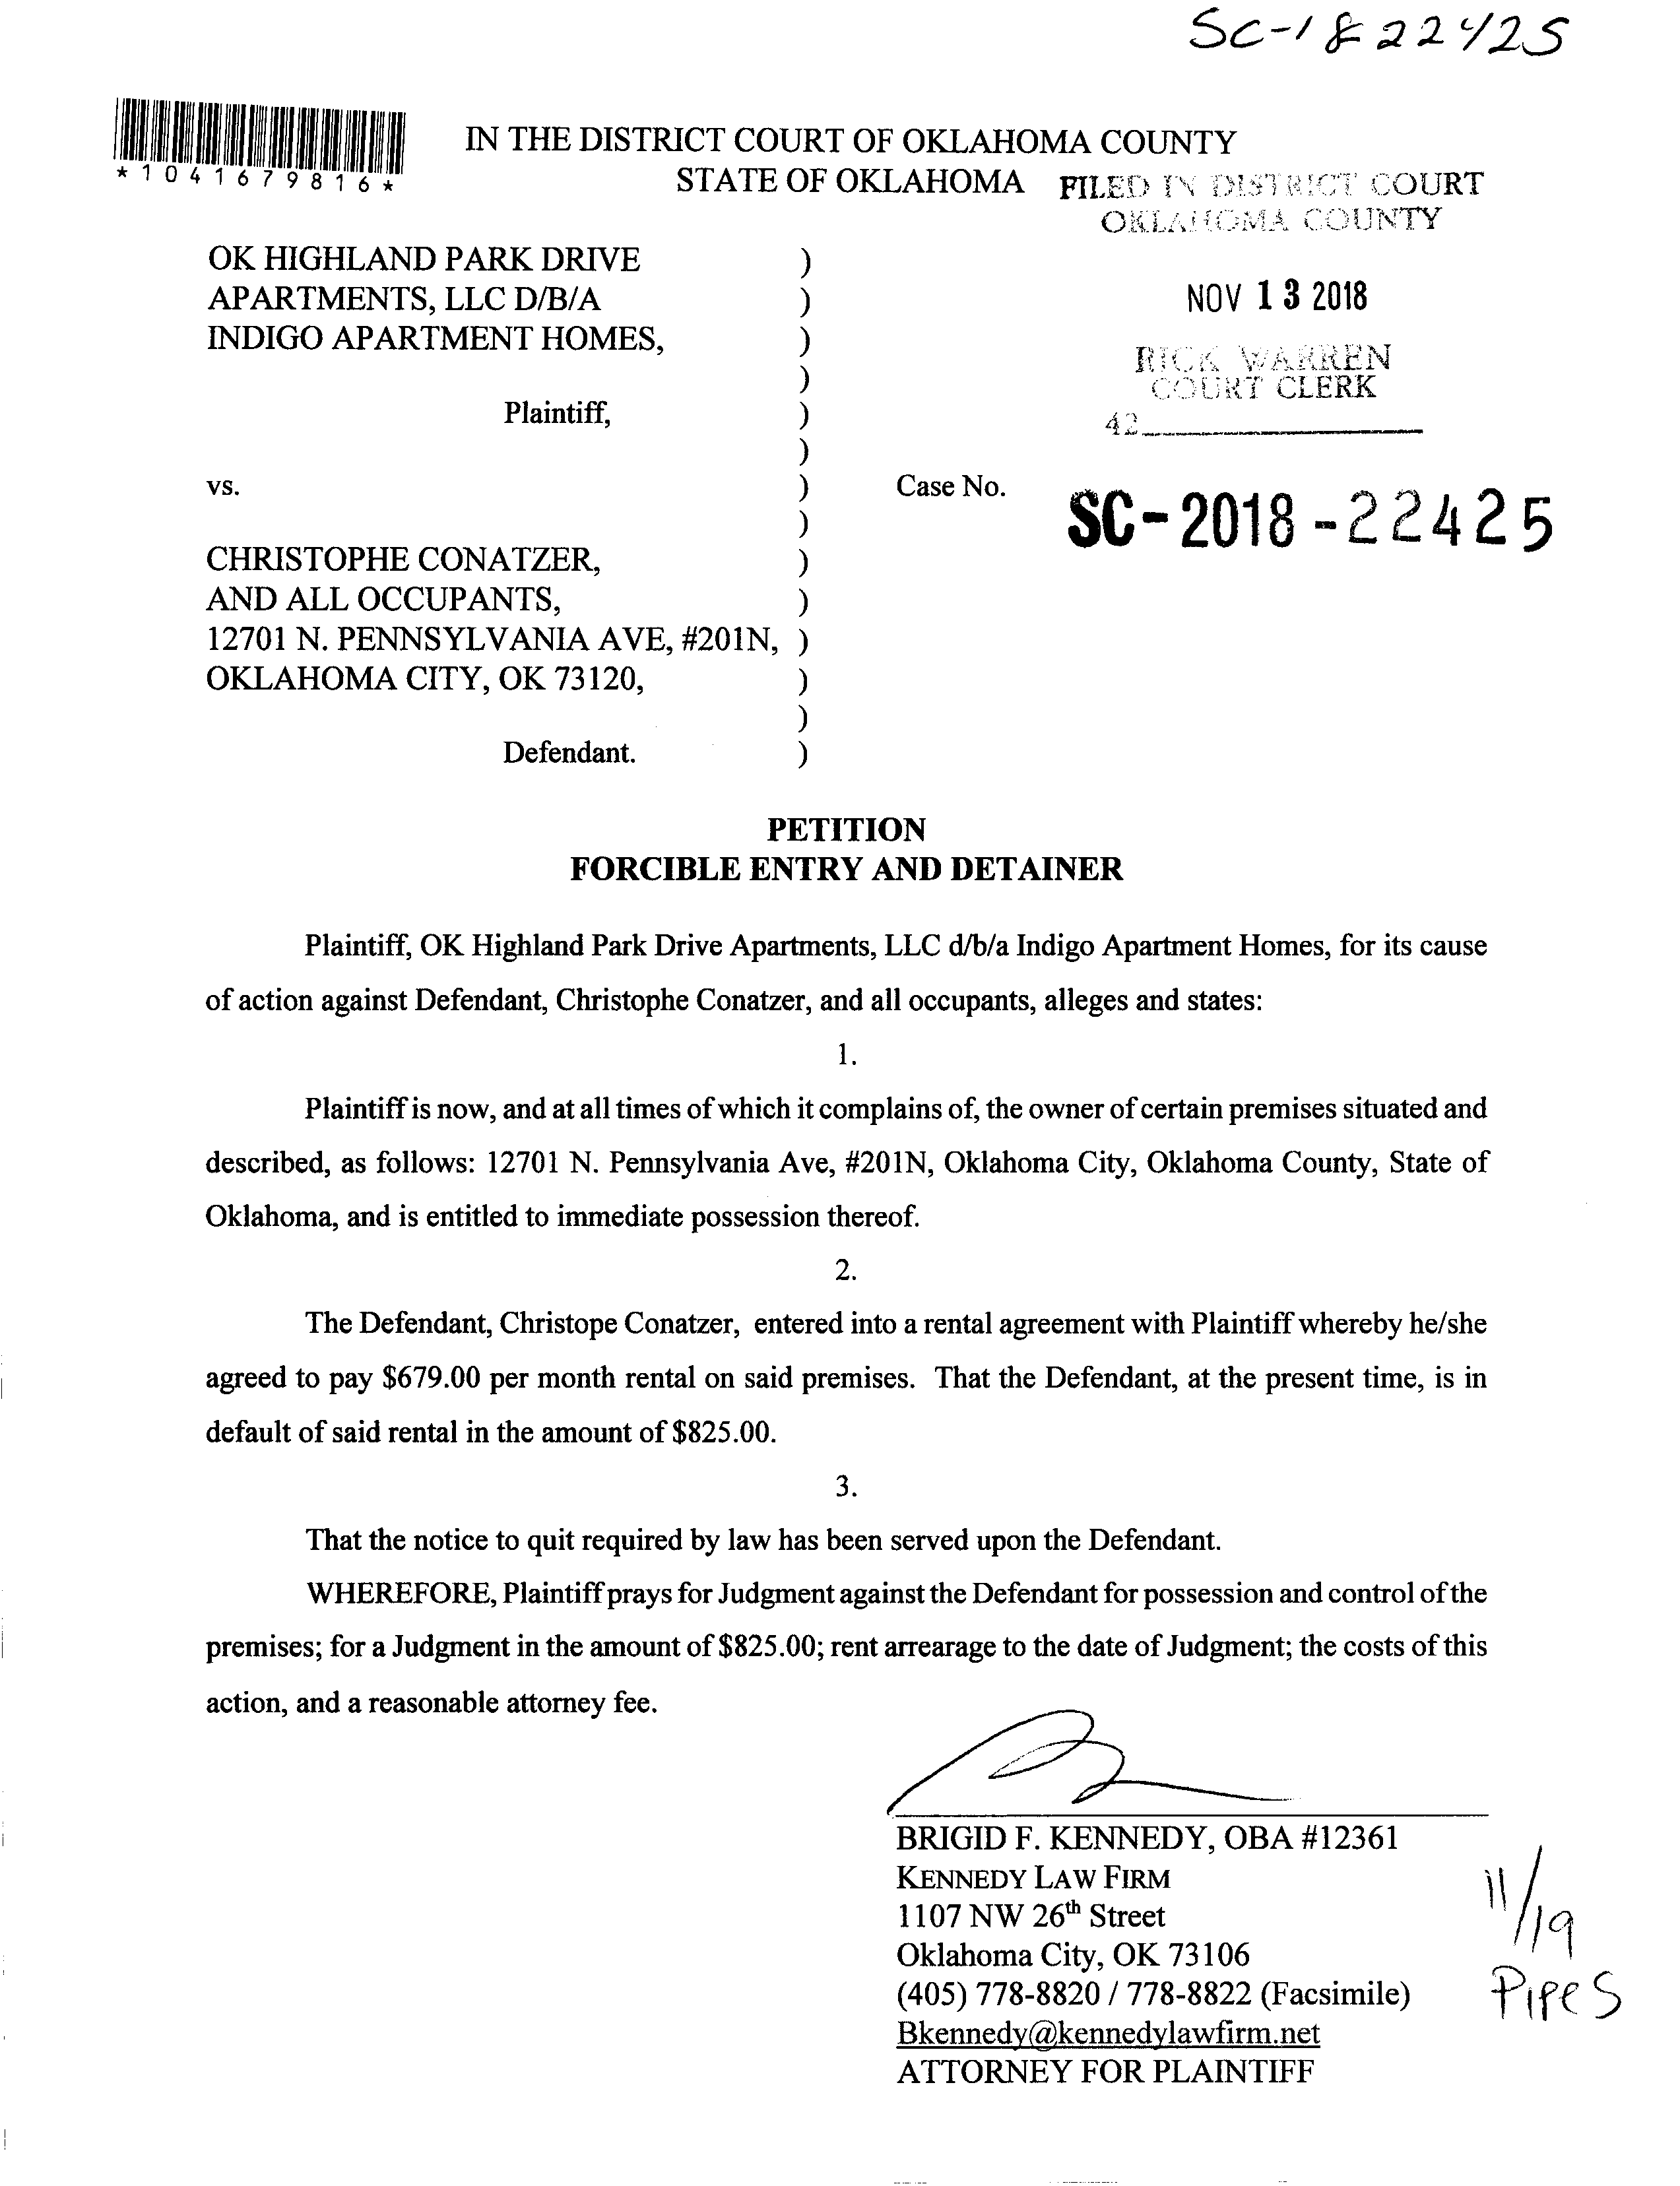 SC-18 22425
*1041679816*
IN THE DISTRICT COURT OF OKLAHOMA COUNTY
STATE OF OKLAHOMA
FILED IN DISTRICT COURT
OKLAHOMA COUNTY
OK HIGHLAND PARK DRIVE )
APARTMENTS, LLC D/B/A )
INDIGO APARTMENT HOMES, )
NOV 13 2018
)
RICK WARREN
COURT CLERK
Plaintiff, )
42
)
vs. ) Case No. SC-2018-22425
)
CHRISTOPHE CONATZER, )
AND ALL OCCUPANTS, )
12701 N. PENNSYLVANIA AVE, #201N, )
OKLAHOMA CITY, OK 73120, )
)
Defendant. )
PETITION
FORCIBLE ENTRY AND DETAINER
Plaintiff, OK Highland Park Drive Apartments, LLC d/b/a Indigo Apartment Homes, for its cause
of action against Defendant, Christophe Conatzer, and all occupants, alleges and states:
1.
Plaintiff is now, and at all times of which it complains of, the owner of certain premises situated and
described, as follows: 12701 N. Pennsylvania Ave, #201N, Oklahoma City, Oklahoma County, State of
Oklahoma, and is entitled to immediate possession thereof.
2.
The Defendant, Christope Conatzer, entered into a rental agreement with Plaintiff whereby he/she
agreed to pay $679.00 per month rental on said premises. That the Defendant, at the present time, is in
default of said rental in the amount of $825.00.
3.
That the notice to quit required by law has been served upon the Defendant.
WHEREFORE, Plaintiff prays for Judgment against the Defendant for possession and control of the
premises; for a Judgment in the amount of $825.00; rent arrearage to the date of Judgment; the costs of this
action, and a reasonable attorney fee.
BRIGID F. KENNEDY, OBA #12361
KENNEDY LAW FIRM
1107 NW 26th Street
Oklahoma City, OK 73106
(405) 778-8820 / 778-8822 (Facsimile)
Bkennedy@kennedylawfirm.net
ATTORNEY FOR PLAINTIFF
11/19
Pipes